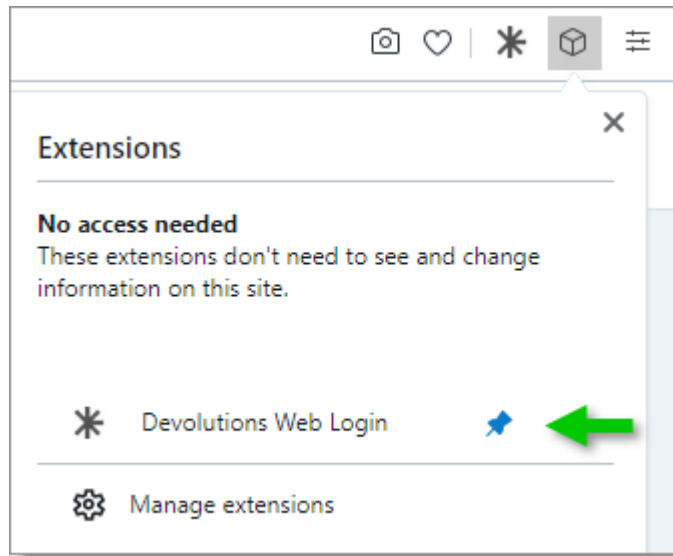 Extensions
No access needed
These extensions don't need to see and change
information on this site.
Devolutions Web Login
Manage extensions